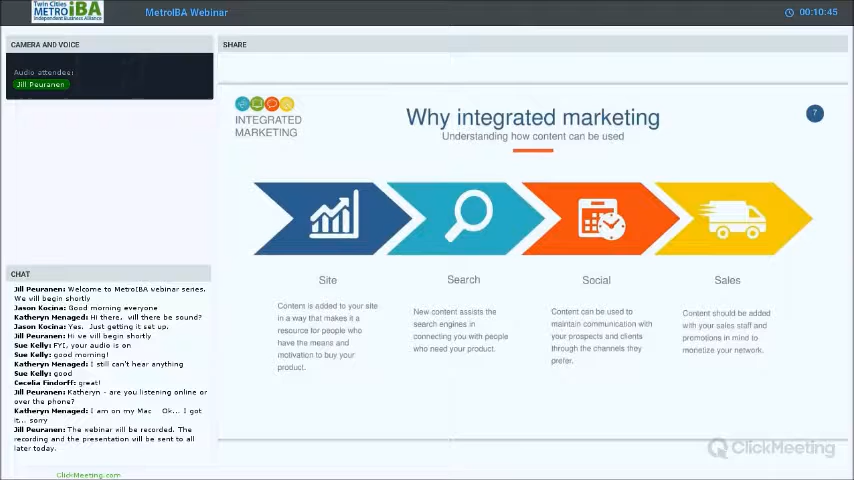 Twin Cities
METRO IBA
Independent Business Alliance
MetroIBA Webinar
00:10:45
CAMERA AND VOICE
Audio attendee:
Jill Peuranen
SHARE
INTEGRATED
MARKETING
Why integrated marketing
Understanding how content can be used
7
Site
Content is added to your site
in a way that makes it a
resource for people who
have the means and
motivation to buy your
product.
Search
New content assists the
search engines in
connecting you with people
who need your product.
Social
Content can be used to
maintain communication with
your prospects and clients
through the channels they
prefer.
Sales
Content should be added
with your sales staff and
promotions in mind to
monetize your network.
CHAT
Jill Peuranen: Welcome to MetroIBA webinar series.
We will begin shortly
Jason Kocina: Good morning everyone
Katheryn Menaged: Hi there, will there be sound?
Jason Kocina: Yes. Just getting it set up.
Jill Peuranen: Hi we will begin shortly
Sue Kelly: FYI, your audio is on
Sue Kelly: good morning!
Katheryn Menaged: I still can't hear anything
Sue Kelly: good
Cecelia Findorff: great!
Jill Peuranen: Katheryn - are you listening online or
over the phone?
Katheryn Menaged: I am on my Mac Ok... I got
it... sorry
Jill Peuranen: The webinar will be recorded. The
recording and the presentation will be sent to all
later today.
ClickMeeting.com
ClickMeeting